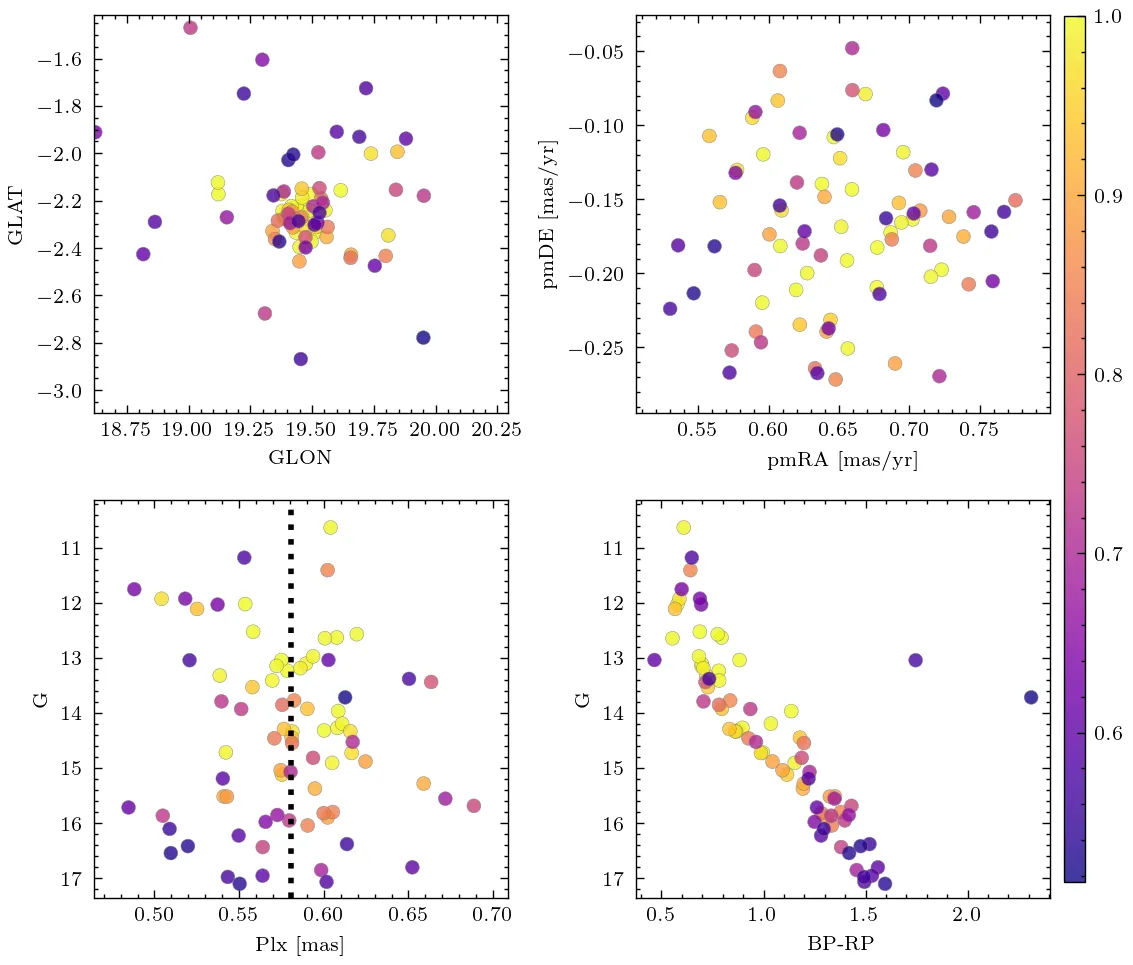 −1.6
−1.8
−2.0
−2.2
−2.4
−2.6
−2.8
−3.0
GLAT
18.75 19.00 19.25 19.50 19.75 20.00 20.25
GLON
−0.05
−0.10
−0.15
−0.20
−0.25
pmDE [mas/yr]
0.55 0.60 0.65 0.70 0.75
pmRA [mas/yr]
1.0
0.9
0.8
0.7
0.6
11
12
13
14
15
16
17
G
0.50 0.55 0.60 0.65 0.70
Plx [mas]
11
12
13
14
15
16
17
G
0.5 1.0 1.5 2.0
BP-RP